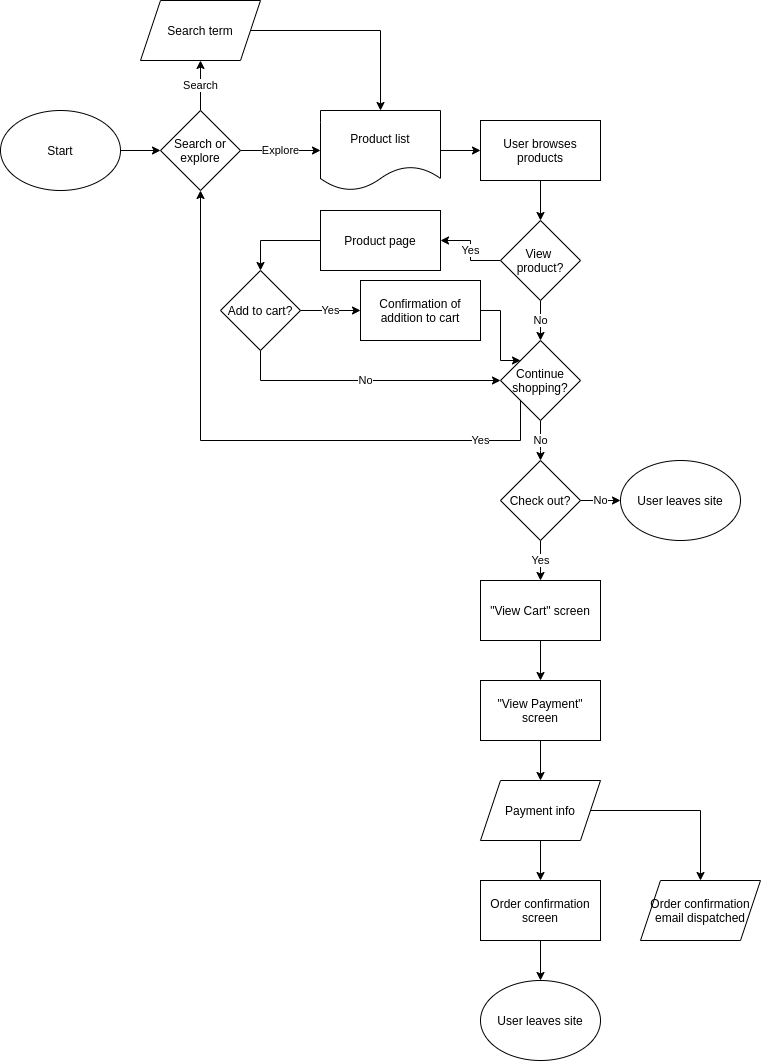 Search term
Search
Start
Search or
explore
Explore
Product list
User browses
products
Product page
Yes
View
product?
Add to cart?
Yes
Confirmation of
addition to cart
No
Continue
shopping?
No
Yes
No
Check out?
No
User leaves site
Yes
"View Cart" screen
"View Payment"
screen
Payment info
Order confirmation
screen
Order confirmation
email dispatched
User leaves site